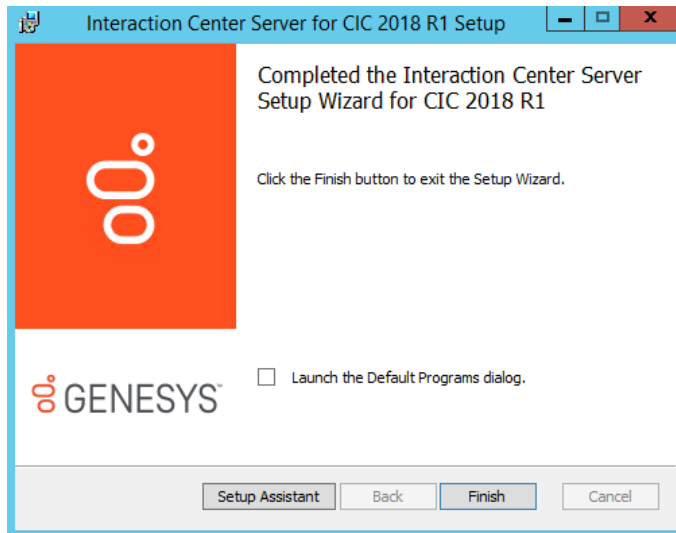 Interaction Center Server for CIC 2018 R1 Setup
Completed the Interaction Center Server
Setup Wizard for CIC 2018 R1
Click the Finish button to exit the Setup Wizard.
Launch the Default Programs dialog.
GENESYS™
Setup Assistant Back Finish Cancel